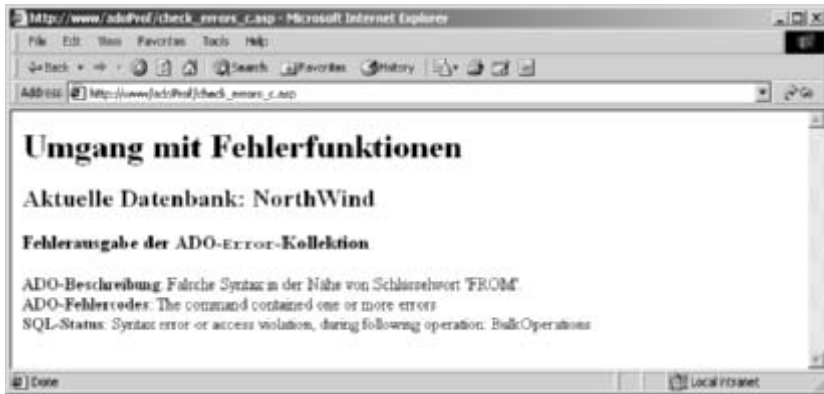 http://www/adoProf/check_errors_c.asp - Microsoft Internet Explorer
File Edit View Favorites Tools Help
Back Search Favorites History
Address http://www/adoProf/check_errors_c.asp Go
Umgang mit Fehlerfunktionen
Aktuelle Datenbank: NorthWind
Fehlerausgabe der ADO-Error-Kollektion
ADO-Beschreibung: Falsche Syntax in der Nähe von Schlüsselwort 'FROM'.
ADO-Fehlercodes: The command contained one or more errors
SQL-Status: Syntax error or access violation, during following operation: BulkOperations
Done Local intranet